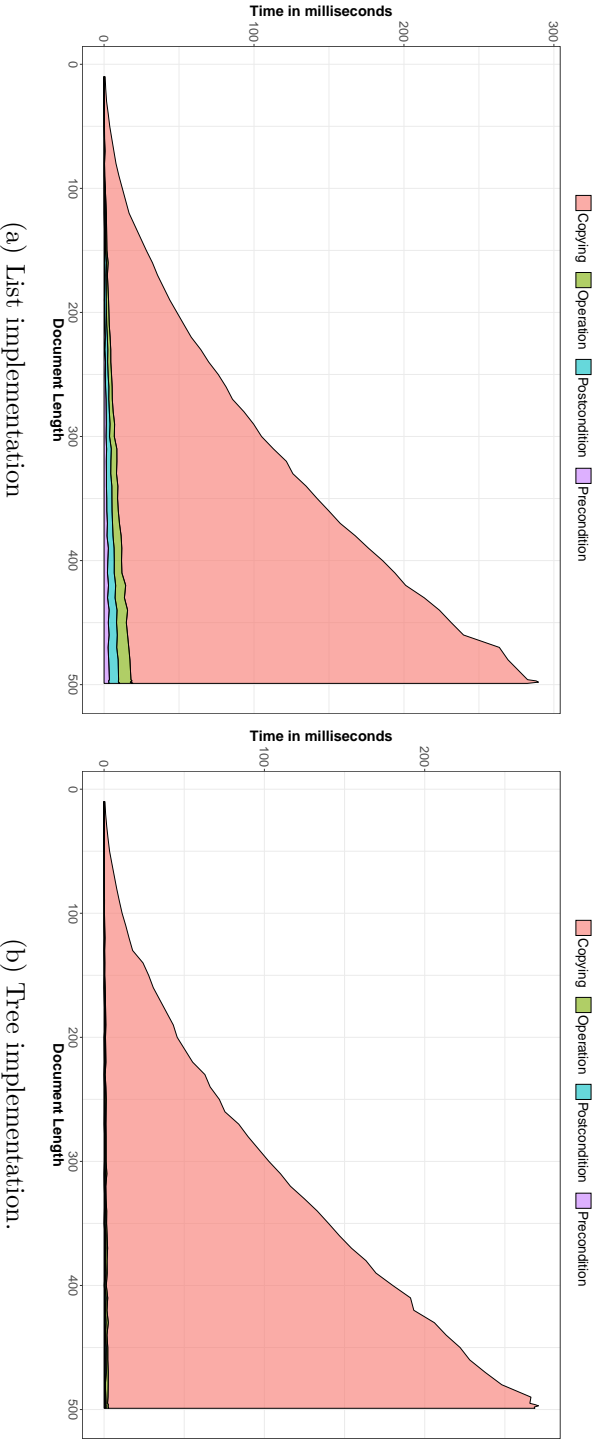 Copying Operation Postcondition Precondition
Time in milliseconds
300
200
100
0
0 100 200 300 400 500
Document Length
(a) List implementation
Copying Operation Postcondition Precondition
Time in milliseconds
200
100
0
0 100 200 300 400 500
Document Length
(b) Tree implementation.